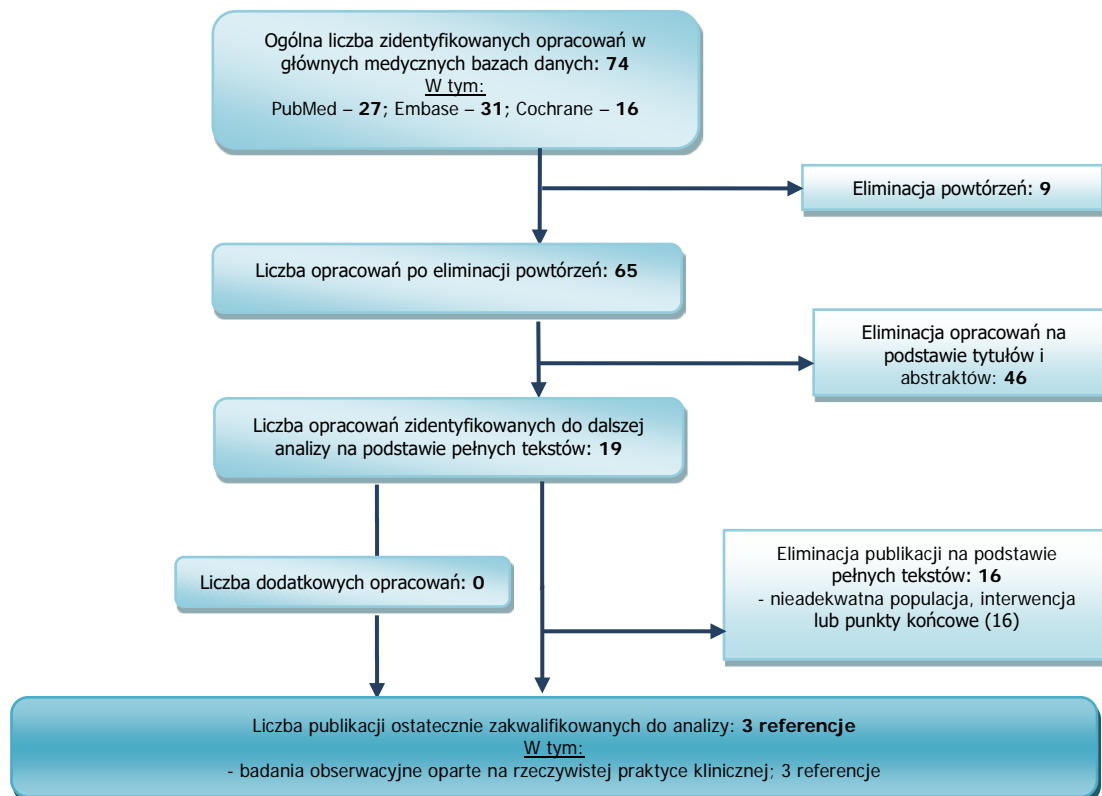 Ogólna liczba zidentyfikowanych opracowań w
głównych medycznych bazach danych: 74
W tym:
PubMed – 27; Embase – 31; Cochrane – 16
Eliminacja powtórzeń: 9
Liczba opracowań po eliminacji powtórzeń: 65
Eliminacja opracowań na
podstawie tytułów i
abstraktów: 46
Liczba opracowań zidentyfikowanych do dalszej
analizy na podstawie pełnych tekstów: 19
Liczba dodatkowych opracowań: 0
Eliminacja publikacji na podstawie
pełnych tekstów: 16
- nieadekwatna populacja, interwencja
lub punkty końcowe (16)
Liczba publikacji ostatecznie zakwalifikowanych do analizy: 3 referencje
W tym:
- badania obserwacyjne oparte na rzeczywistej praktyce klinicznej; 3 referencje